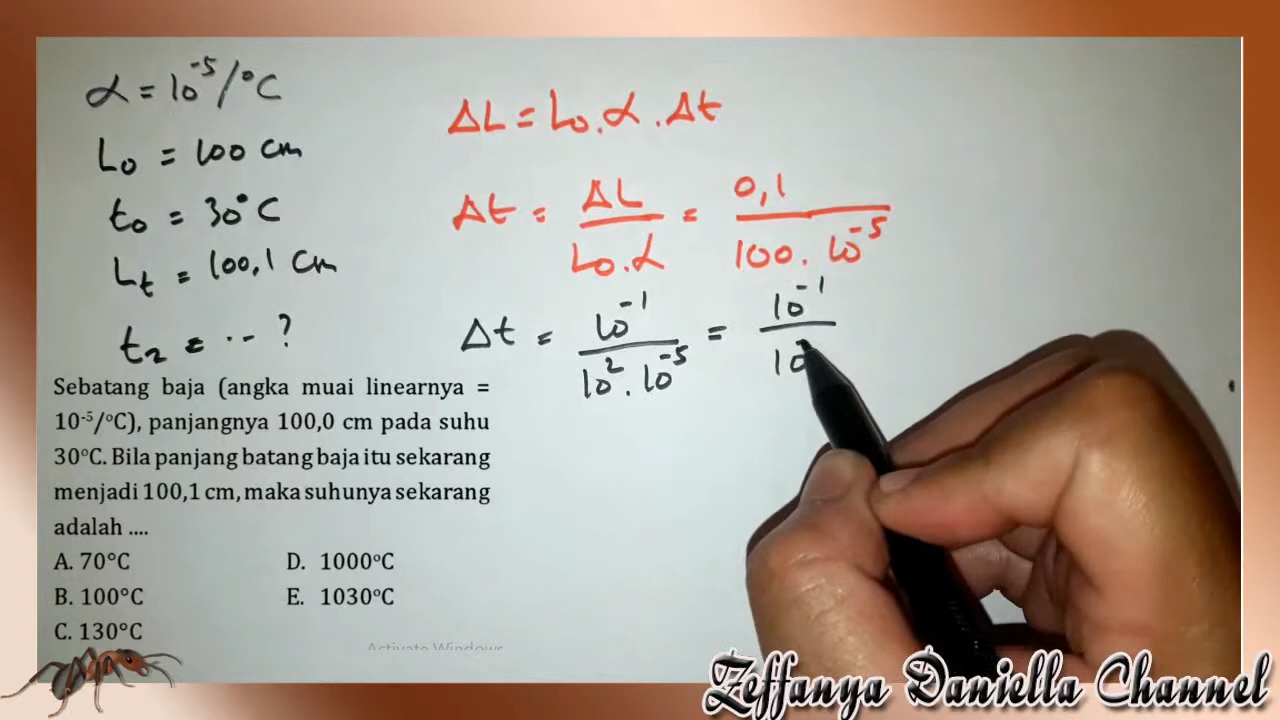 α = 10⁻⁵/°C
L₀ = 100 cm
t₀ = 30°C
Lₜ = 100,1 cm
t₂ = ... ?
ΔL = L₀.α.Δt
Δt = ΔL/L₀.α = 0,1/100.10⁻⁵
Δt = 10⁻¹/10².10⁻⁵ = 10⁻¹/10
Sebatang baja (angka muai linearnya =
10⁻⁵/°C), panjangnya 100,0 cm pada suhu
30°C. Bila panjang batang baja itu sekarang
menjadi 100,1 cm, maka suhunya sekarang
adalah ....
A. 70°C D. 1000°C
B. 100°C E. 1030°C
C. 130°C
Activate Windows
Zeffanya Daniella Channel